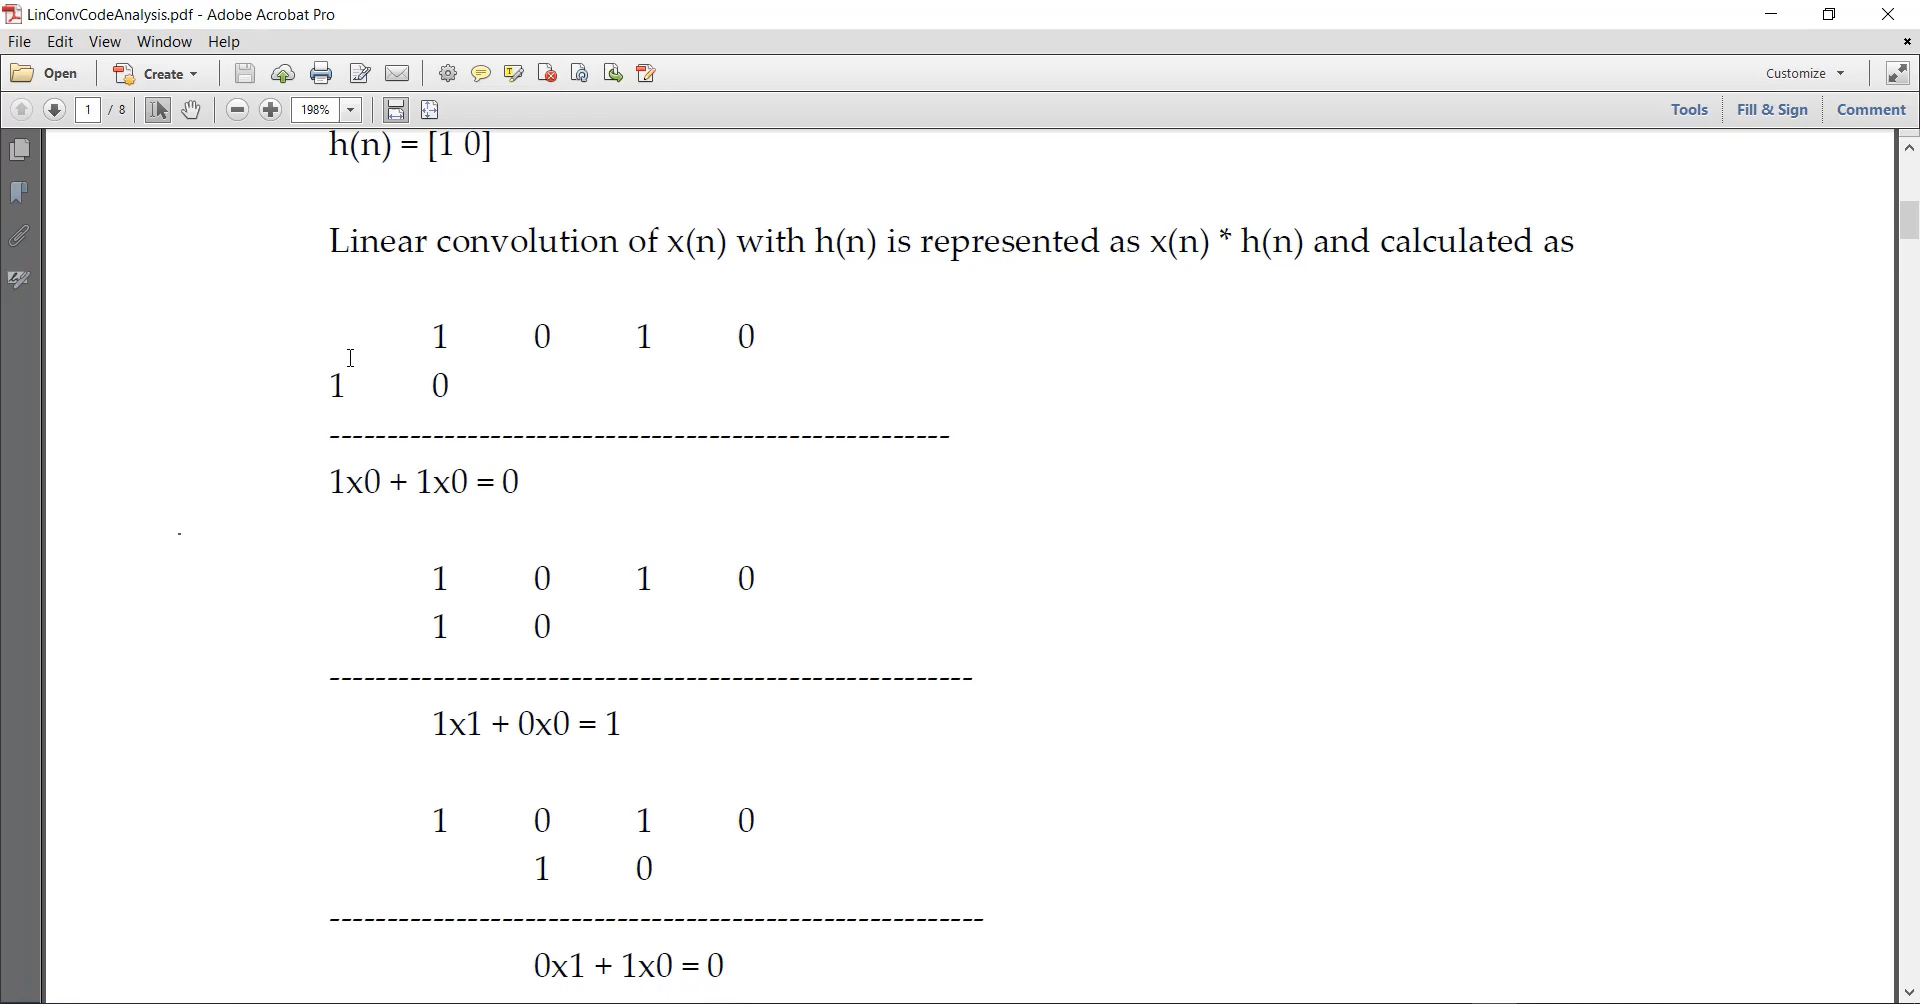 LinConvCodeAnalysis.pdf - Adobe Acrobat Pro
File Edit View Window Help
Open Create Customize
1 / 8 198% Tools Fill & Sign Comment
h(n) = [1 0]
Linear convolution of x(n) with h(n) is represented as x(n) * h(n) and calculated as
1 0 1 0
1 0
------------------------------------------------------
1x0 + 1x0 = 0
1 0 1 0
1 0
--------------------------------------------------------
1x1 + 0x0 = 1
1 0 1 0
1 0
---------------------------------------------------------
0x1 + 1x0 = 0